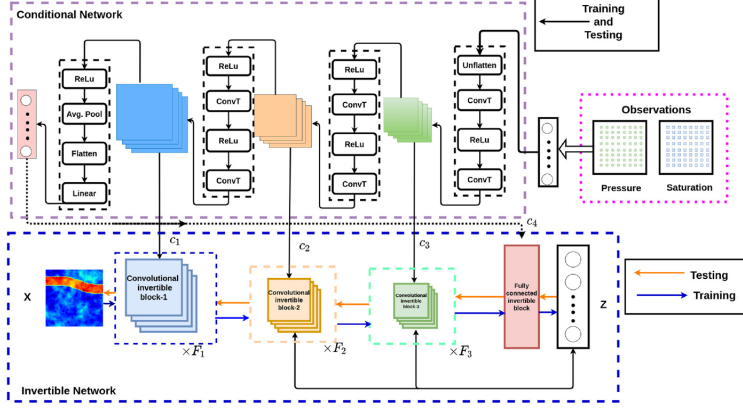 Conditional Network
Training
and
Testing
ReLu
Avg. Pool
Flatten
Linear
ReLu
ConvT
ReLu
ConvT
ReLu
ConvT
ReLu
ConvT
Unflatten
ConvT
ReLu
ConvT
Observations
Pressure
Saturation
c1
c2
c3
c4
X
Convolutional
invertible
block-1
×F1
Convolutional
invertible
block-2
×F2
Convolutional
invertible
block-3
×F3
Fully
connected
invertible
block
Z
Testing
Training
Invertible Network